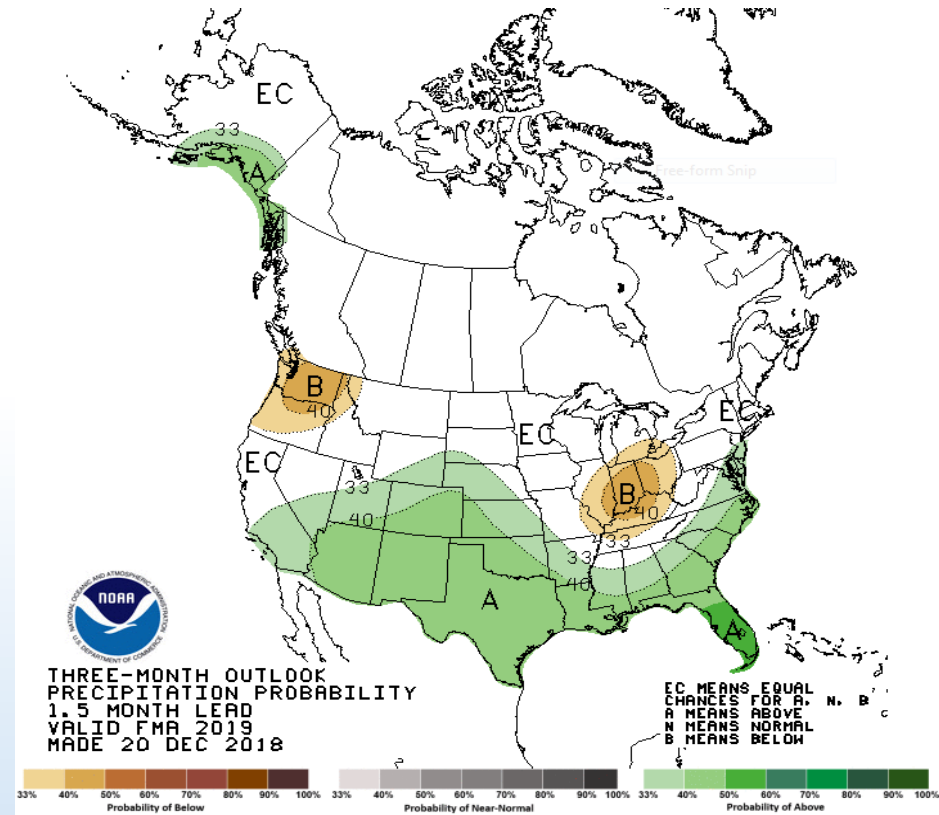 EC
33
A
Free-form Snip
B
40
EC
EC
EC
33
40
B
40
33
33
40
A
A
NATIONAL OCEANIC AND ATMOSPHERIC ADMINISTRATION
NOAA
U.S. DEPARTMENT OF COMMERCE
THREE-MONTH OUTLOOK
PRECIPITATION PROBABILITY
1.5 MONTH LEAD
VALID FMA 2019
MADE 20 DEC 2018
EC MEANS EQUAL
CHANCES FOR A, N, B
A MEANS ABOVE
N MEANS NORMAL
B MEANS BELOW
33% 40% 50% 60% 70% 80% 90% 100%
Probability of Below
33% 40% 50% 60% 70% 80% 90% 100%
Probability of Near-Normal
33% 40% 50% 60% 70% 80% 90% 100%
Probability of Above